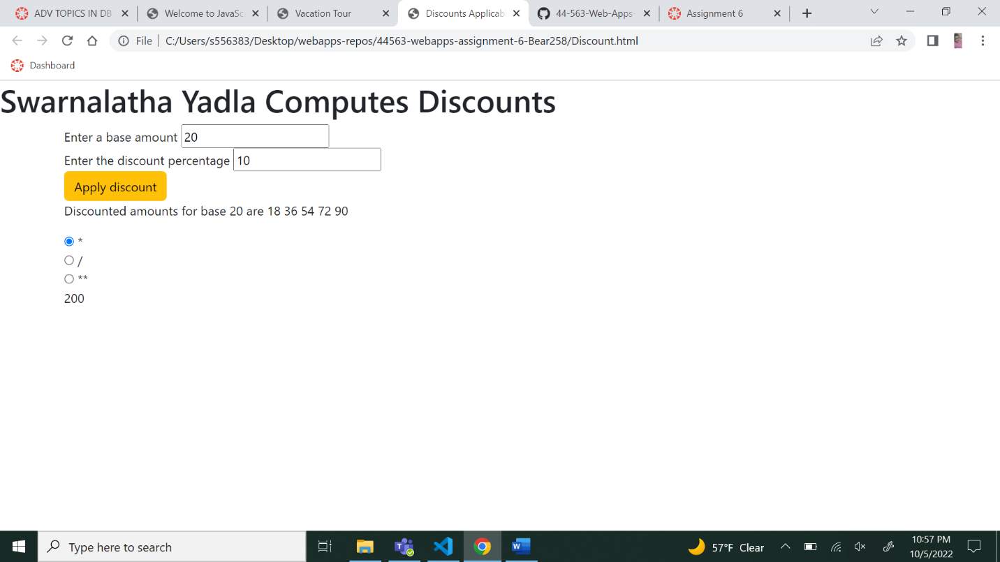 ADV TOPICS IN DB
Welcome to JavaSc
Vacation Tour
Discounts Applicab
44-563-Web-Apps-
Assignment 6
File
C:/Users/s556383/Desktop/webapps-repos/44563-webapps-assignment-6-Bear258/Discount.html
Dashboard
Swarnalatha Yadla Computes Discounts
Enter a base amount 20
Enter the discount percentage 10
Apply discount
Discounted amounts for base 20 are 18 36 54 72 90
*
/
**
200
Type here to search
57°F Clear
10:57 PM
10/5/2022